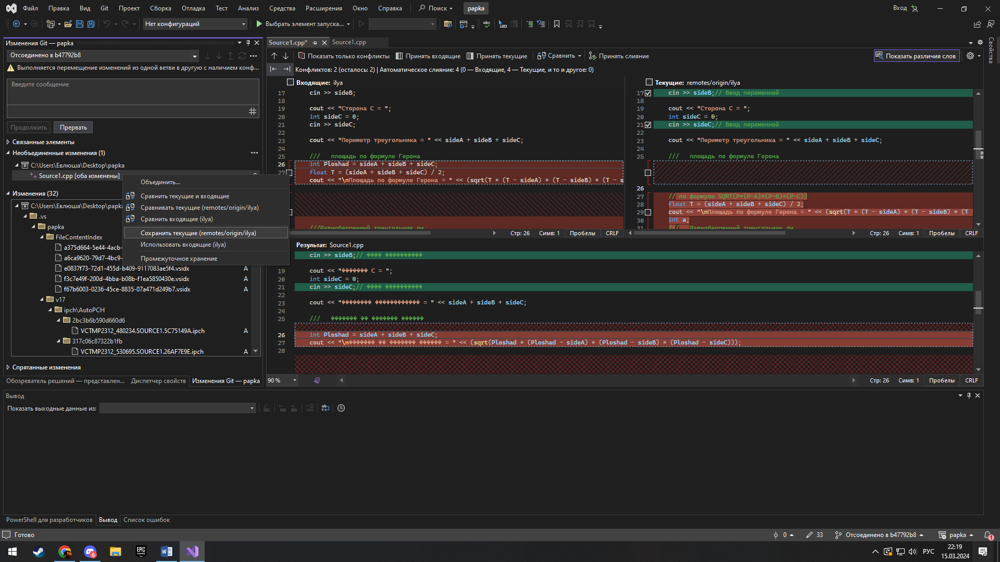 Файл Правка Вид Git Проект Сборка Отладка Тест Анализ Средства Расширения Окно Справка Поиск papka Вход
Нет конфигураций Выбрать элемент запуска...
Изменения Git — papka
Отсоединено в b47792b8
Выполняется перемещение изменений из одной ветви в другую с наличием конф...
Введите сообщение
Продолжить Прервать
Связанные элементы
Необъединенные изменения (1)
C:\Users\Евлюша\Desktop\papka
Source1.cpp [оба изменены]
Изменения (32)
C:\Users\Евлюша\Desktop\papka
.vs
papka
FileContentIndex
a375d664-5e44-4acb-
a6ca9620-79d7-4bc9-
e0837f73-72d1-455d-b409-9117083ae5f4.vsidx A
f3c7e49f-200d-4bba-b08b-f1ea5850430e.vsidx A
f67b6003-0236-45ce-8835-07a471d249b7.vsidx A
v17
ipch\AutoPCH
2bc3b6b590d660d6
VCTMP2312_480234.SOURCE1.5C75149A.ipch A
317c06c87322b1fb
VCTMP2312_530695.SOURCE1.26AF7E9E.ipch A
Спрятанные изменения
Обозреватель решений — представлен... Диспетчер свойств Изменения Git — papka
Объединить...
Сравнить текущие и входящие
Сравнивать текущие (remotes/origin/ilya)
Сравнить входящие (ilya)
Сохранить текущие (remotes/origin/ilya)
Использовать входящие (ilya)
Промежуточное хранение
Source1.cpp* Source1.cpp
Показать только конфликты Принять входящие Принять текущие Сравнить Принять слияние Показать различия слов
Свойства
Конфликтов: 2 (осталось: 2) | Автоматическое слияние: 4 (0 — Входящие, 4 — Текущие, и то и другое: 0)
Входящие: ilya
17 cin >> sideB;
18
19 cout << "Сторона C = ";
20 int sideC = 0;
21 cin >> sideC;
22
23 cout << "Периметр треугольника = " << sideA + sideB + sideC;
24
25 /// площадь по формуле Герона
26 int Ploshad = sideA + sideB + sideC;
27 float T = (sideA + sideB + sideC) / 2;
cout << "\nПлощадь по формуле Герона = " << (sqrt(T * (T - sideA) * (T - sideB) * (T - s
///Равнобедренный треугольник ли
Стр: 26 Симв: 1 Пробелы CRLF
Текущие: remotes/origin/ilya
17 cin >> sideB;// Ввод переменной
18
19 cout << "Сторона C = ";
20 int sideC = 0;
21 cin >> sideC;// Ввод переменной
22
23 cout << "Периметр треугольника = " << sideA + sideB + sideC;
24
25 /// площадь по формуле Герона
26
27 // по формуле SQRT(P*(P-A)*(P-B)*(P-C))
28 float T = (sideA + sideB + sideC) / 2;
29 cout << "\nПлощадь по формуле Герона = " << (sqrt(T * (T - sideA) * (T - sideB) * (T -
30 int a;
31 /// Равнобедренный треугольник ли
Стр: 26 Симв: 1 Пробелы CRLF
Результат: Source1.cpp
cin >> sideB;// ���� ����������
19 cout << "������� C = ";
20 int sideC = 0;
21 cin >> sideC;// ���� ����������
22
23 cout << "�������� ������������ = " << sideA + sideB + sideC;
24
25 /// ������� �� ������� ������
26 int Ploshad = sideA + sideB + sideC;
27 cout << "\n������� �� ������� ������ = " << (sqrt(Ploshad * (Ploshad - sideA) * (Ploshad - sideB) * (Ploshad - sideC)));
28
90 % Стр: 26 Симв: 1 Пробелы CRLF
Вывод
Показать выходные данные из:
PowerShell для разработчиков Вывод Список ошибок
Готово 0 33 Отсоединено в b47792b8 papka 1
6 EPIC GAMES РУС 22:19
15.03.2024